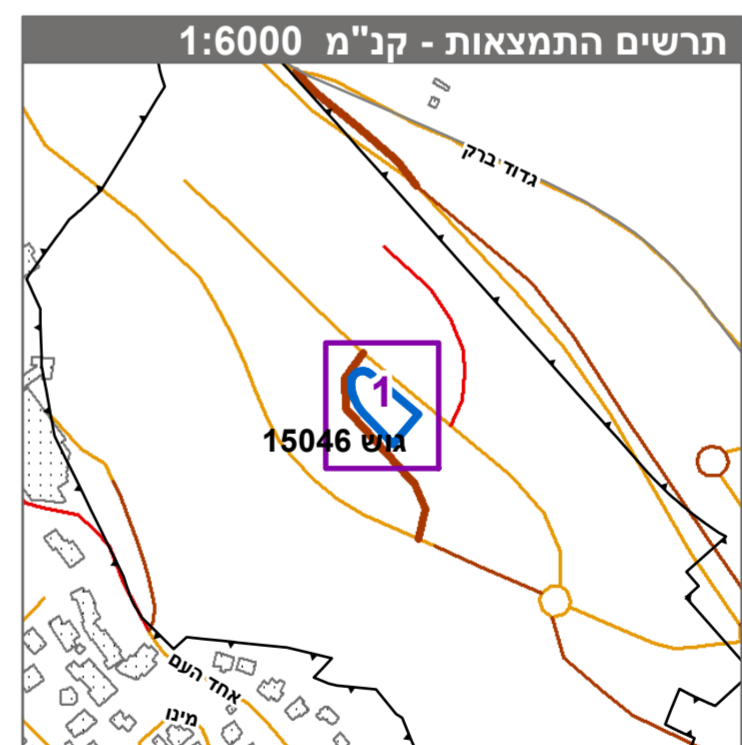 תרשים התמצאות - קנ"מ 1:6000
גדוד ברק
1
גוש 15046
אחד העם
מינו